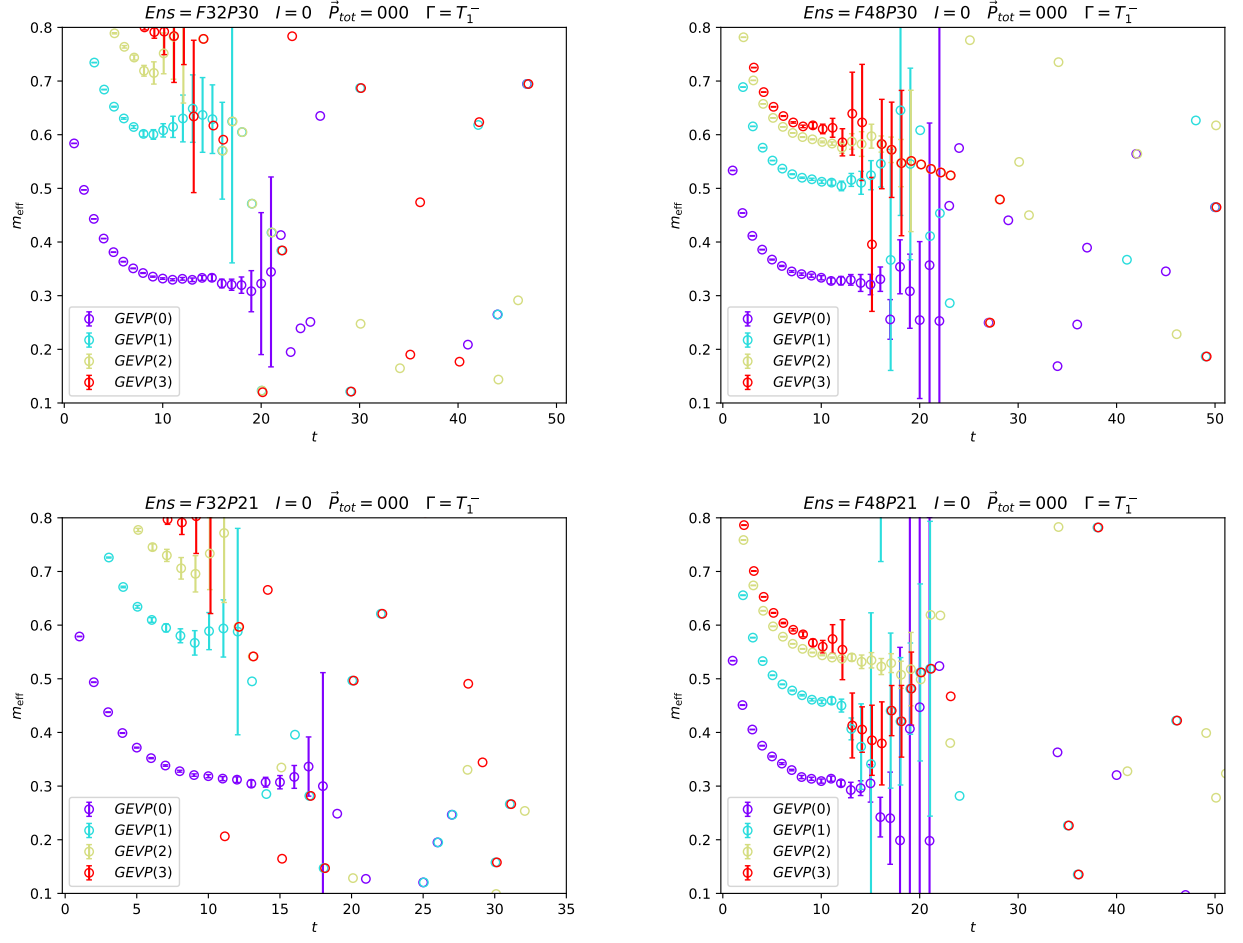 Ens = F32P30 I = 0 P⃗tot = 000 Γ = T₁⁻
0.8
0.7
0.6
0.5
0.4
0.3
0.2
0.1
meff
GEVP(0)
GEVP(1)
GEVP(2)
GEVP(3)
0 10 20 30 40 50
t
Ens = F48P30 I = 0 P⃗tot = 000 Γ = T₁⁻
0.8
0.7
0.6
0.5
0.4
0.3
0.2
0.1
meff
GEVP(0)
GEVP(1)
GEVP(2)
GEVP(3)
0 10 20 30 40 50
t
Ens = F32P21 I = 0 P⃗tot = 000 Γ = T₁⁻
0.8
0.7
0.6
0.5
0.4
0.3
0.2
0.1
meff
GEVP(0)
GEVP(1)
GEVP(2)
GEVP(3)
0 5 10 15 20 25 30 35
t
Ens = F48P21 I = 0 P⃗tot = 000 Γ = T₁⁻
0.8
0.7
0.6
0.5
0.4
0.3
0.2
0.1
meff
GEVP(0)
GEVP(1)
GEVP(2)
GEVP(3)
0 10 20 30 40 50
t